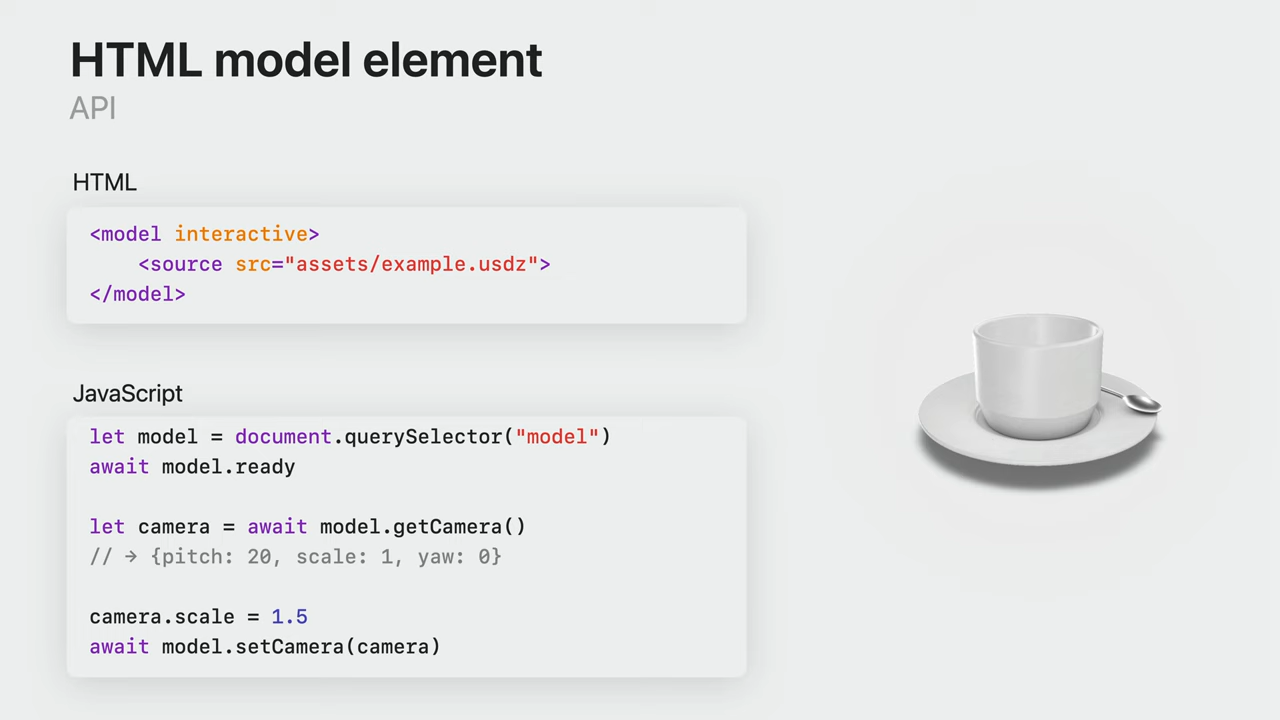 HTML model element
API
HTML
<model interactive>
    <source src="assets/example.usdz">
</model>
JavaScript
let model = document.querySelector("model")
await model.ready
let camera = await model.getCamera()
// → {pitch: 20, scale: 1, yaw: 0}
camera.scale = 1.5
await model.setCamera(camera)